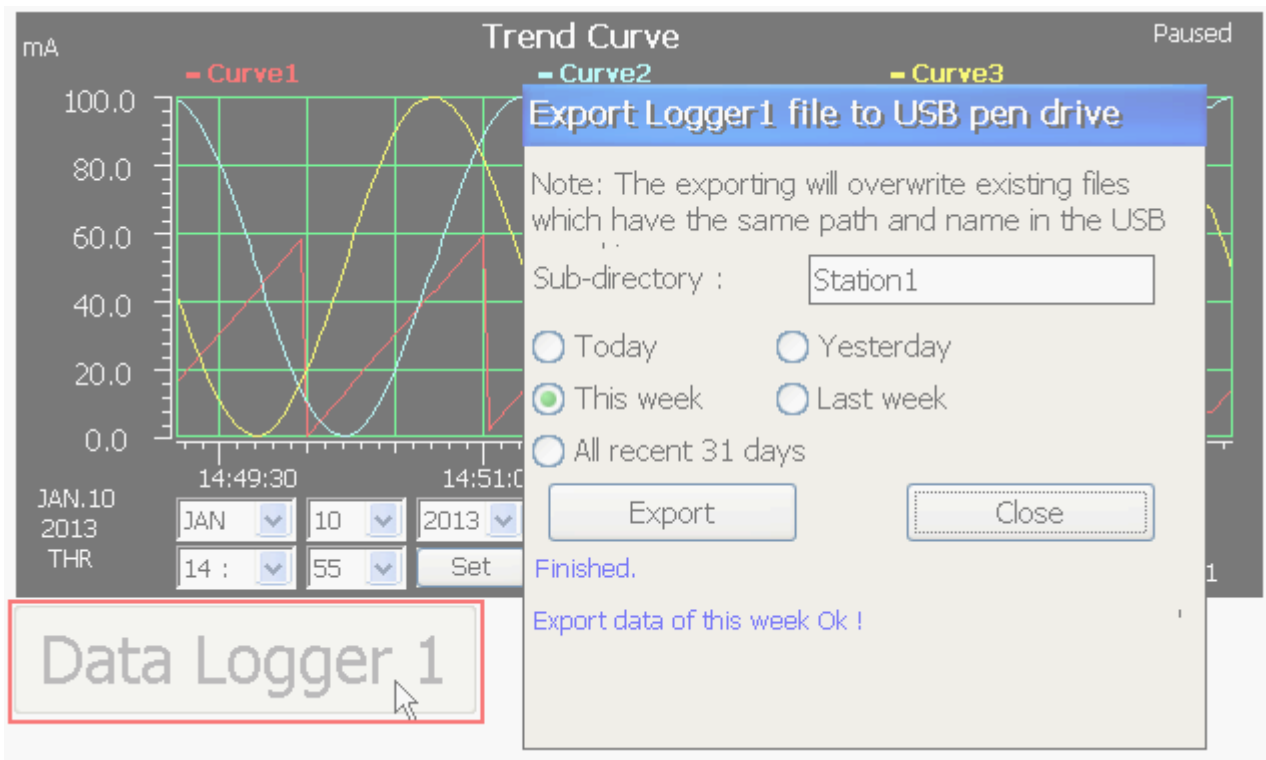 mA
Trend Curve
Paused
Curve1
Curve2
Curve3
100.0
80.0
60.0
40.0
20.0
0.0
14:49:30
14:51:0
JAN.10
2013
THR
JAN
10
2013
14 :
55
Set
1
Export Logger1 file to USB pen drive
Note: The exporting will overwrite existing files
which have the same path and name in the USB
Sub-directory :
Station1
Today
Yesterday
This week
Last week
All recent 31 days
Export
Close
Finished.
Export data of this week Ok !
Data Logger 1